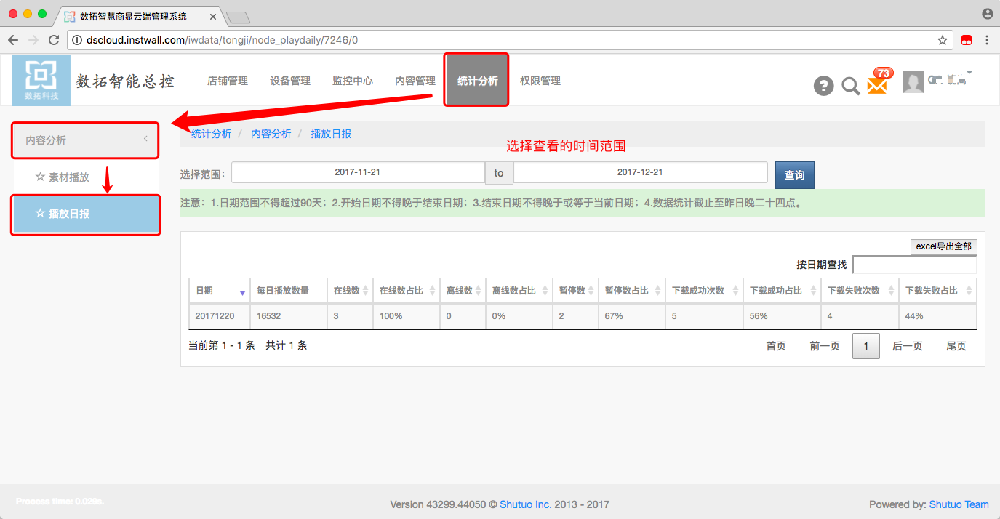 数拓智慧商显云端管理系统
dscloud.instwall.com/iwdata/tongji/node_playdaily/7246/0
数拓科技
数拓智能总控
店铺管理 设备管理 监控中心 内容管理 统计分析 权限管理
73
内容分析
素材播放
播放日报
统计分析 / 内容分析 / 播放日报
选择查看的时间范围
选择范围: 2017-11-21 to 2017-12-21 查询
注意：1.日期范围不得超过90天；2.开始日期不得晚于结束日期；3.结束日期不得晚于或等于当前日期；4.数据统计截止至昨日晚二十四点。
excel导出全部
按日期查找
日期 每日播放数量 在线数 在线数占比 离线数 离线数占比 暂停数 暂停数占比 下载成功次数 下载成功占比 下载失败次数 下载失败占比
20171220 16532 3 100% 0 0% 2 67% 5 56% 4 44%
当前第 1 - 1 条 共计 1 条
首页 前一页 1 后一页 尾页
Process time: 0.029s.
Version 43299.44050 © Shutuo Inc. 2013 - 2017
Powered by: Shutuo Team